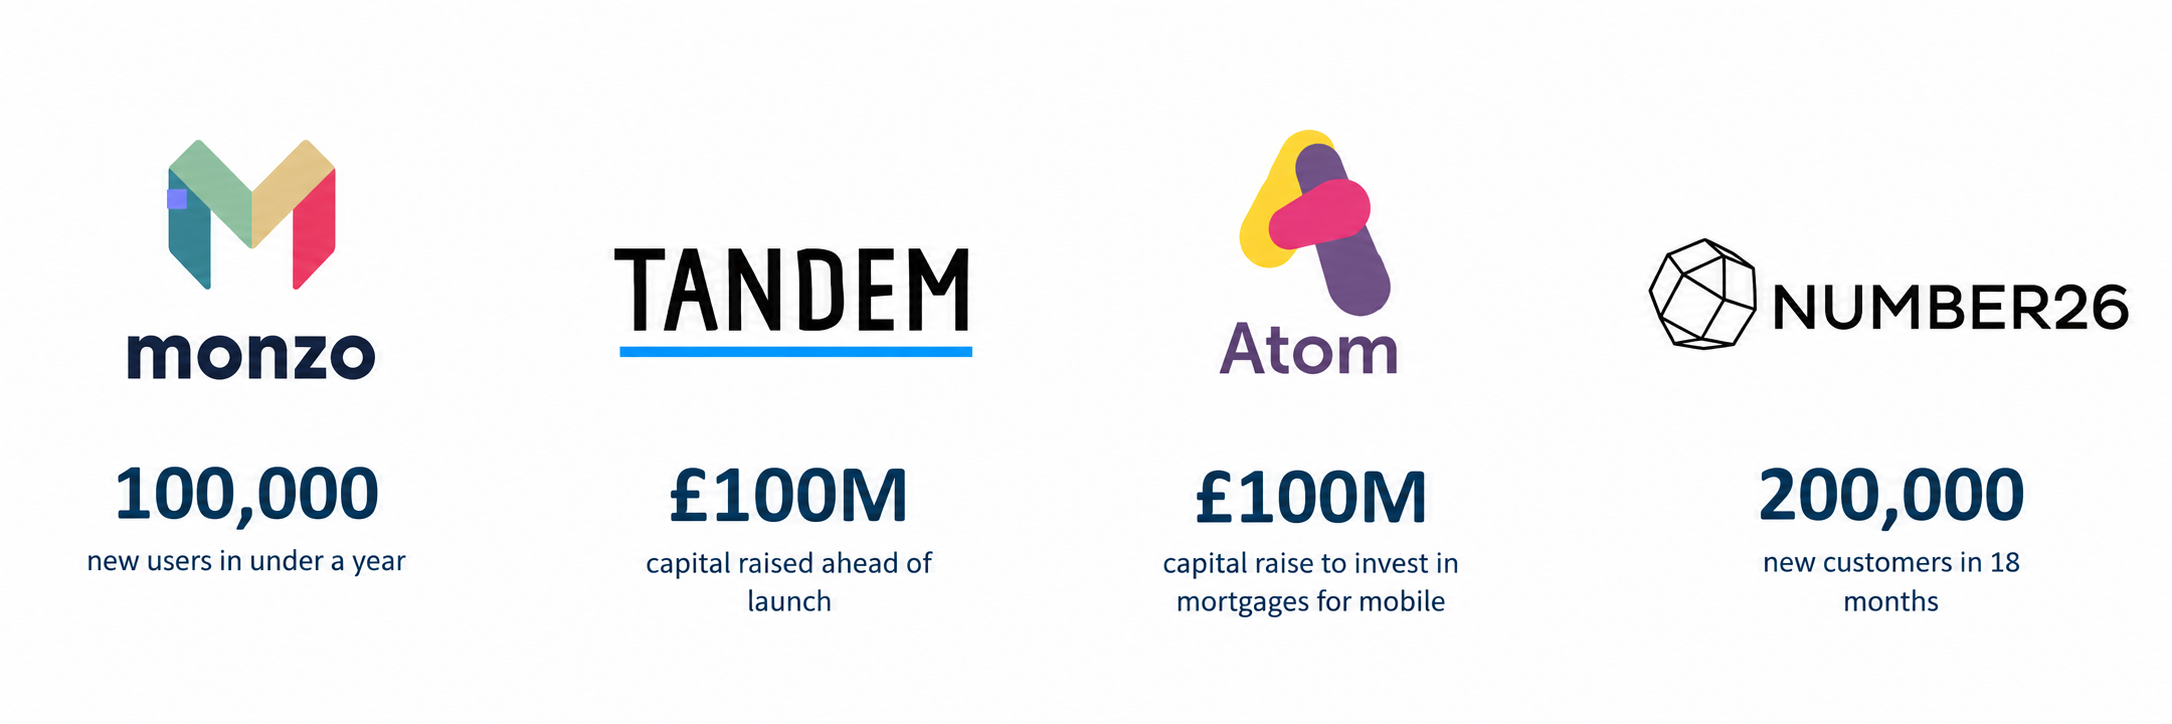 monzo
100,000
new users in under a year
TANDEM
£100M
capital raised ahead of
launch
Atom
£100M
capital raise to invest in
mortgages for mobile
NUMBER26
200,000
new customers in 18
months